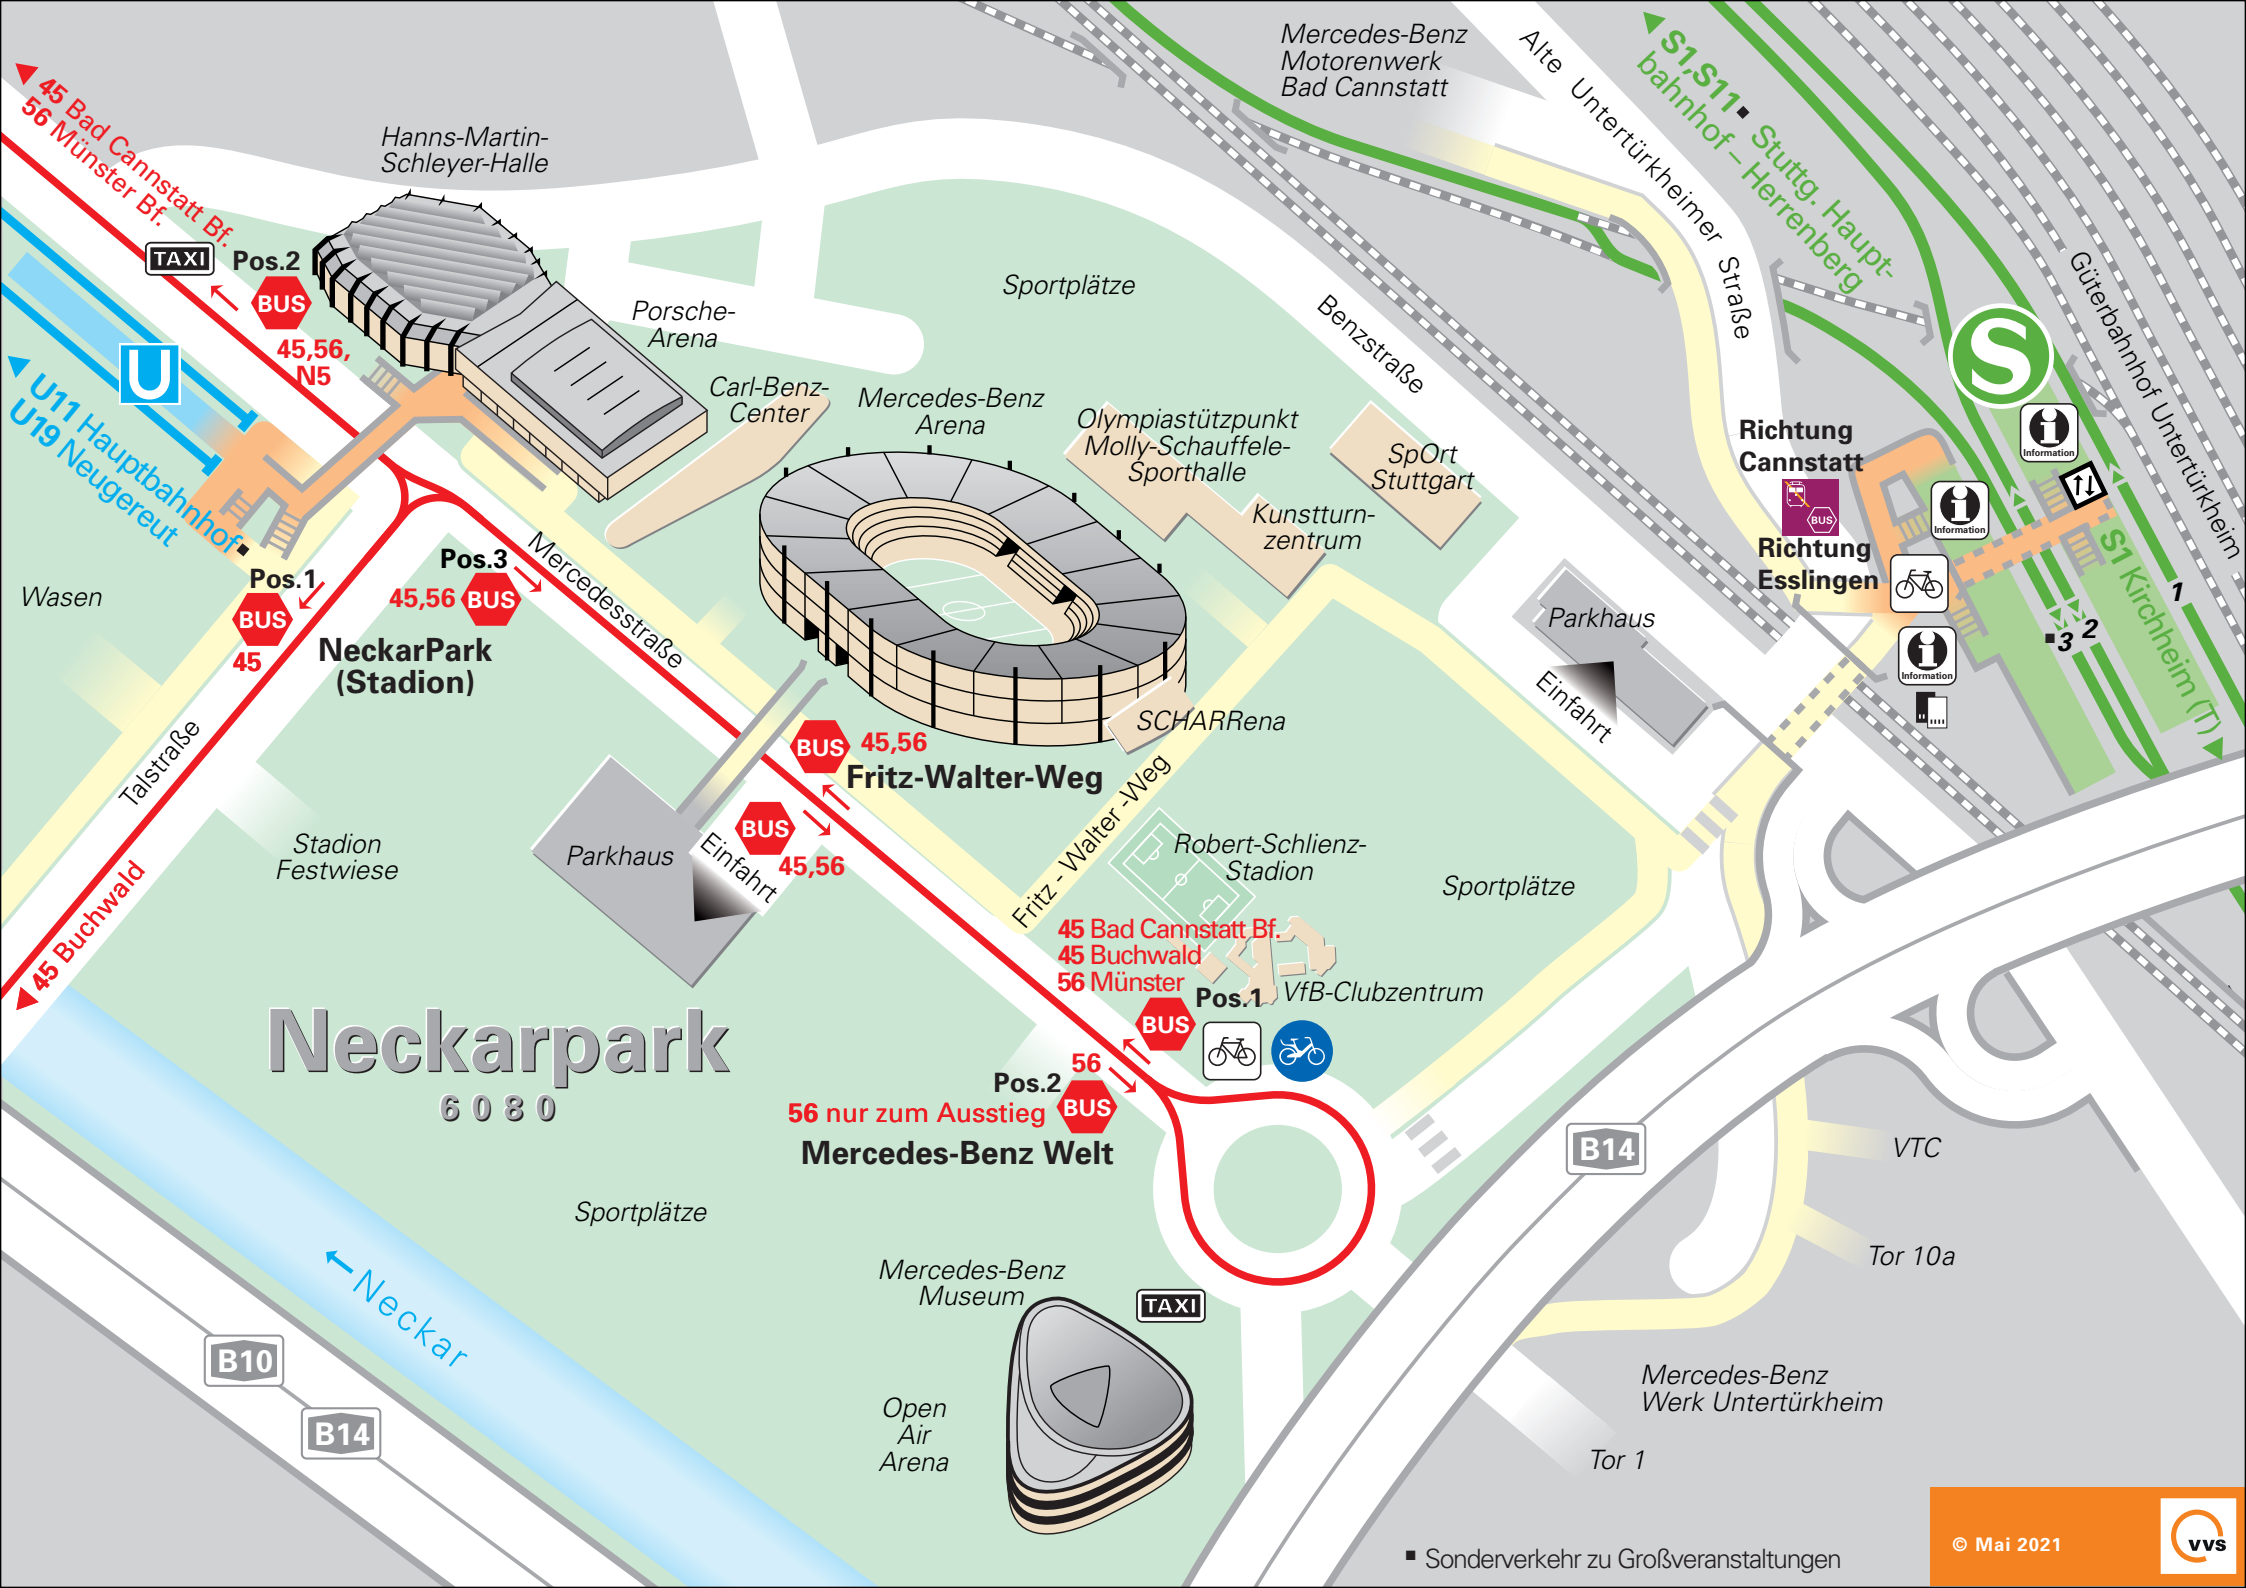 45 Bad Cannstatt Bf.
56 Münster Bf.
Hanns-Martin-
Schleyer-Halle
TAXI
Pos.2
BUS
45,56,
N5
U
U11 Hauptbahnhof
U19 Neugereut
Porsche-
Arena
Carl-Benz-
Center
Mercedes-Benz
Arena
Sportplätze
Mercedes-Benz
Motorenwerk
Bad Cannstatt
Alte Untertürkheimer Straße
S1,S11 Stuttg. Haupt-
bahnhof – Herrenberg
Güterbahnhof Untertürkheim
Benzstraße
Olympiastützpunkt
Molly-Schauffele-
Sporthalle
SpOrt
Stuttgart
Kunstturn-
zentrum
S
Information
Richtung
Cannstatt
BUS
Richtung
Esslingen
Information
Information
S1 Kirchheim (T)
1
2
3
Wasen
Pos.1
BUS
45
Pos.3
45,56 BUS
NeckarPark
(Stadion)
Mercedesstraße
Talstraße
45 Buchwald
Stadion
Festwiese
Parkhaus
Einfahrt
BUS
45,56
BUS 45,56
Fritz-Walter-Weg
SCHARRena
Fritz - Walter -Weg
Parkhaus
Einfahrt
Robert-Schlienz-
Stadion
Sportplätze
45 Bad Cannstatt Bf.
45 Buchwald
56 Münster
Pos.1
BUS
VfB-Clubzentrum
56
Pos.2
56 nur zum Ausstieg BUS
Mercedes-Benz Welt
Neckarpark
6080
Sportplätze
Neckar
B10
B14
Mercedes-Benz
Museum
TAXI
Open
Air
Arena
B14
VTC
Tor 10a
Mercedes-Benz
Werk Untertürkheim
Tor 1
Sonderverkehr zu Großveranstaltungen
© Mai 2021
vvs